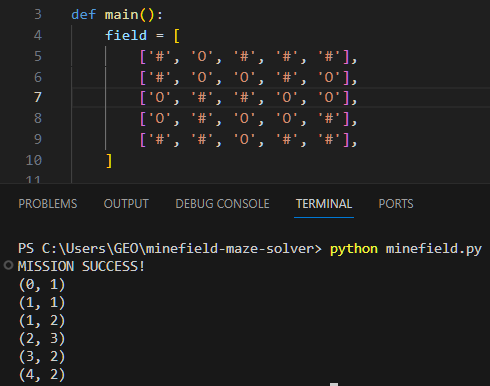 3 def main():
4 field = [
5 ['#', 'O', '#', '#', '#'],
6 ['#', 'O', 'O', '#', 'O'],
7 ['O', '#', '#', 'O', 'O'],
8 ['O', '#', 'O', 'O', '#'],
9 ['#', '#', 'O', '#', '#'],
10 ]
11
PROBLEMS OUTPUT DEBUG CONSOLE TERMINAL PORTS
PS C:\Users\GEO\minefield-maze-solver> python minefield.py
MISSION SUCCESS!
(0, 1)
(1, 1)
(1, 2)
(2, 3)
(3, 2)
(4, 2)